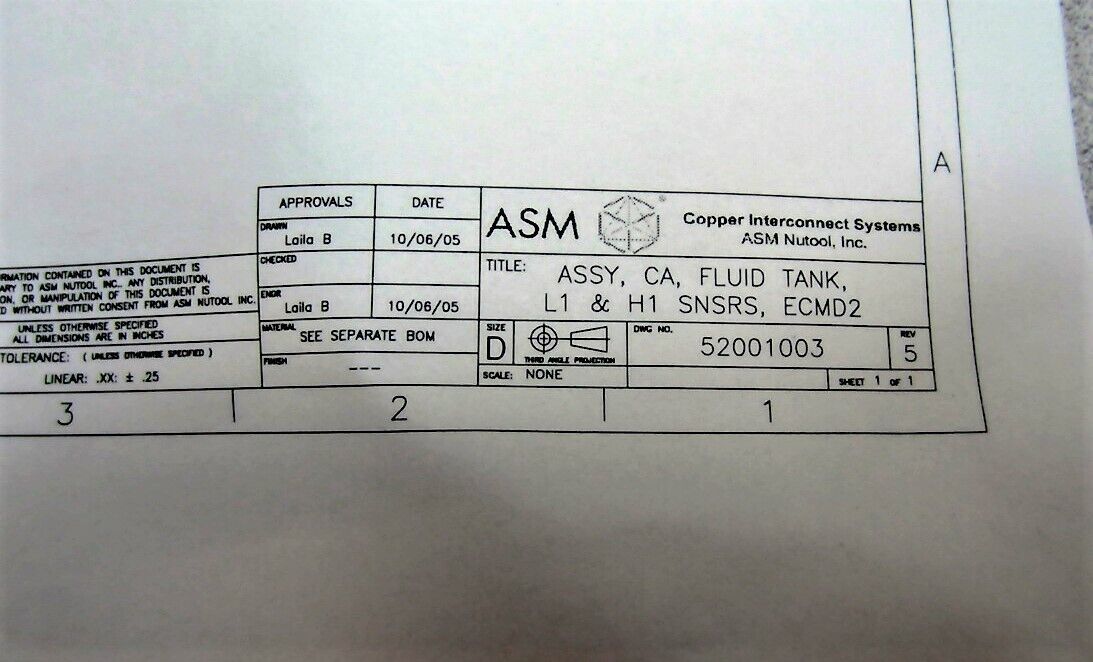 A
APPROVALS DATE
DRAWN
Laila B 10/06/05
CHECKED
ENGR
Laila B 10/06/05
MATERIAL
SEE SEPARATE BOM
FINISH
---
ASM ® Copper Interconnect Systems
ASM Nutool, Inc.
TITLE:
ASSY, CA, FLUID TANK,
L1 & H1 SNSRS, ECMD2
SIZE
D
THIRD ANGLE PROJECTION
DWG NO.
52001003
REV
5
SCALE: NONE
SHEET 1 OF 1
RMATION CONTAINED ON THIS DOCUMENT IS
ARY TO ASM NUTOOL INC.. ANY DISTRIBUTION,
ON, OR MANIPULATION OF THIS DOCUMENT IS
D WITHOUT WRITTEN CONSENT FROM ASM NUTOOL INC.
UNLESS OTHERWISE SPECIFIED
ALL DIMENSIONS ARE IN INCHES
TOLERANCE: ( UNLESS OTHERWISE SPECIFIED )
LINEAR: .XX: ± .25
3 2 1